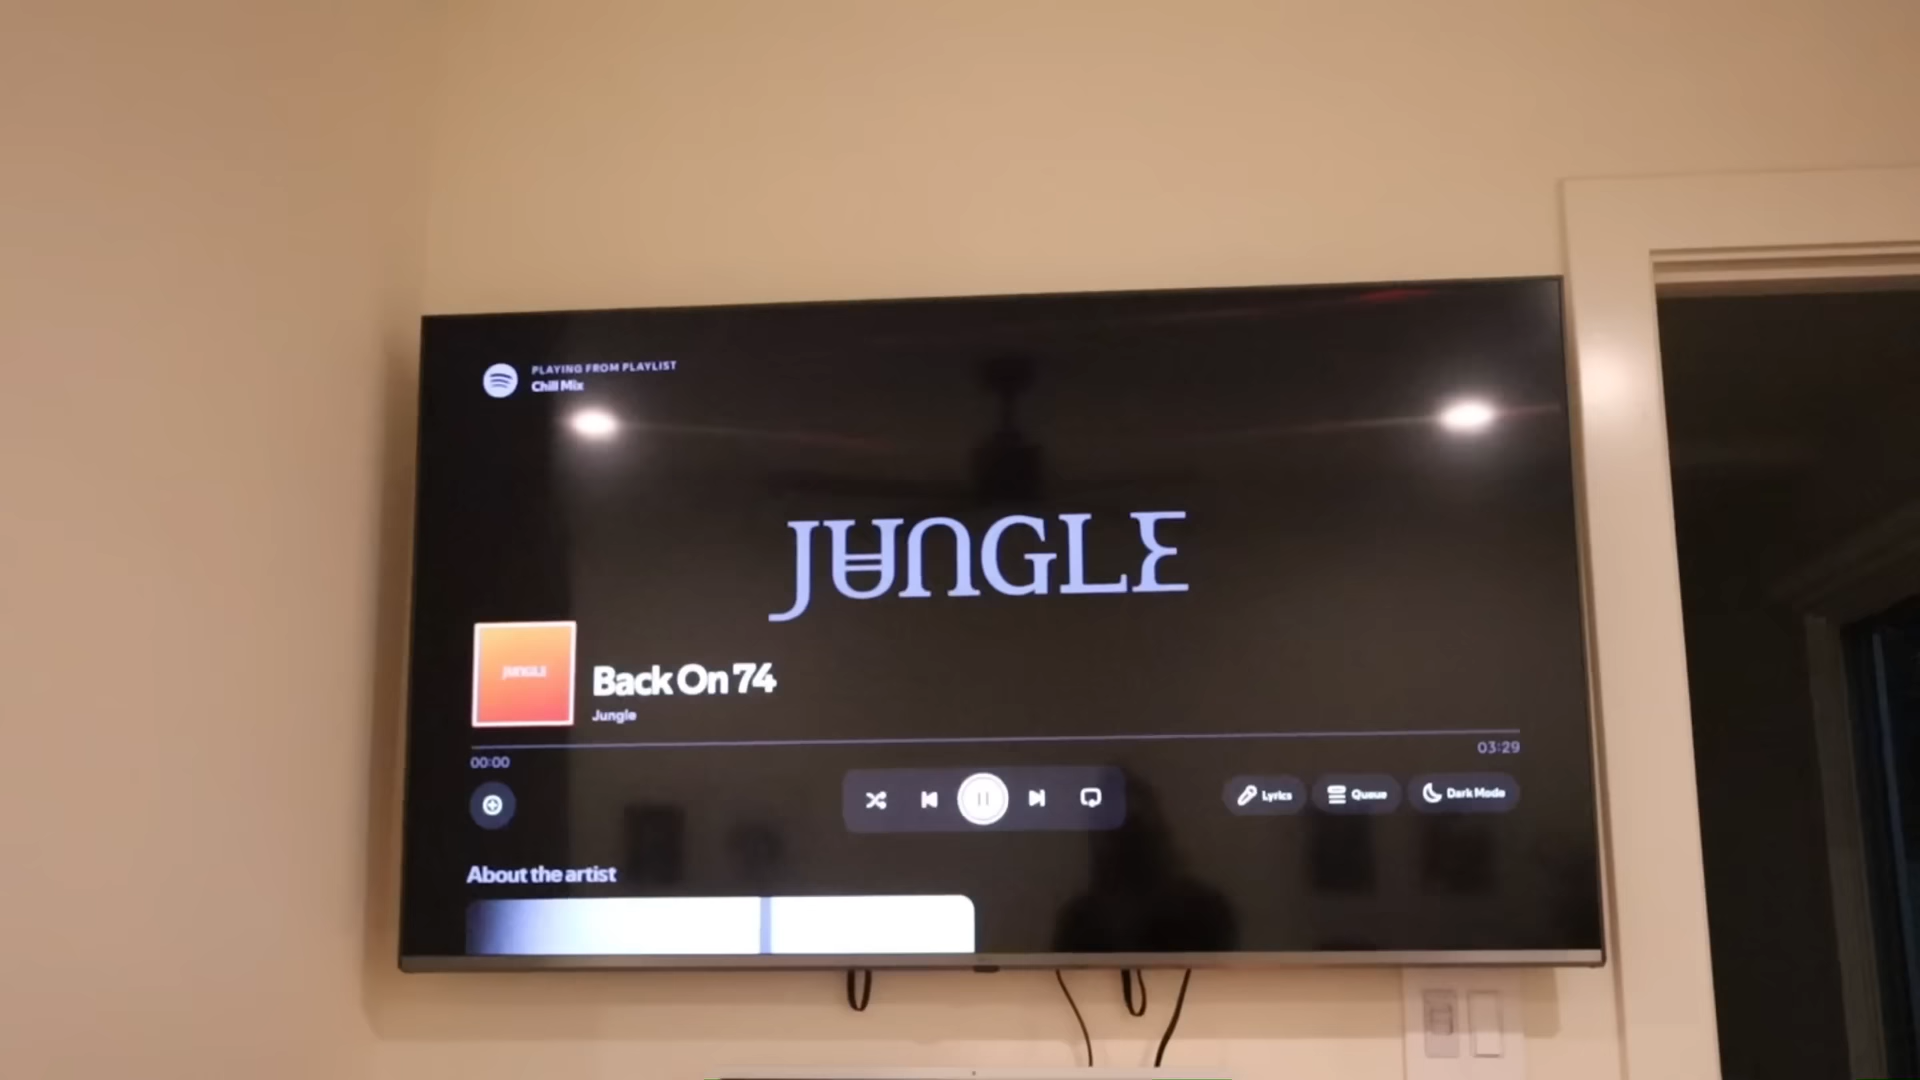 PLAYING FROM PLAYLIST
Chill Mix
JUNGLE
JUNGLE
Back On 74
Jungle
00:00
03:29
Lyrics
Queue
Dark Mode
About the artist